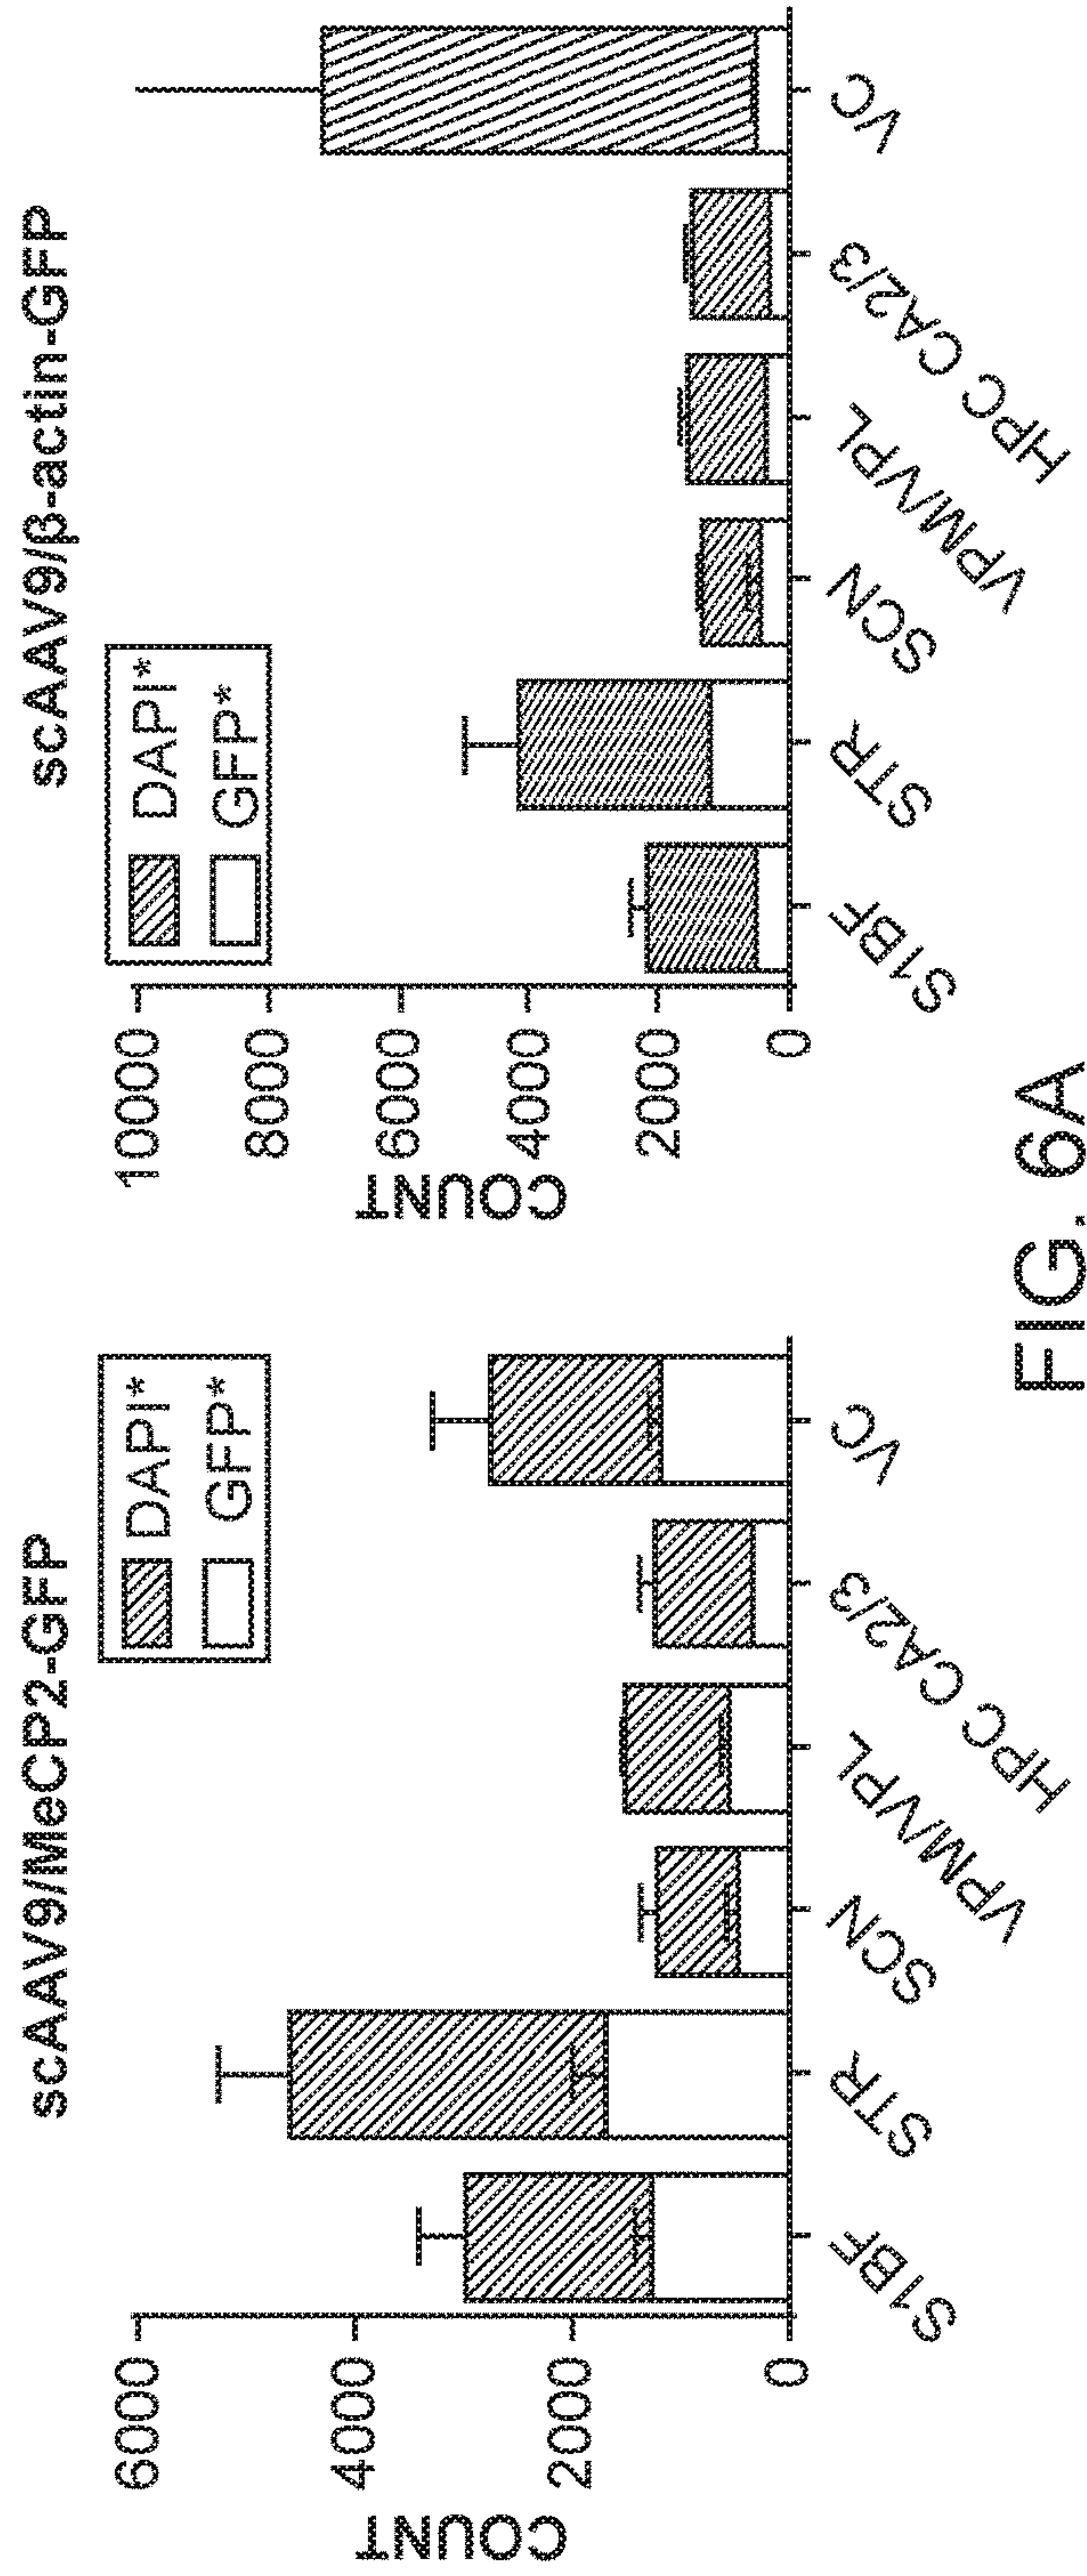 scAAV9/MeCP2-GFP
DAPI*
GFP*
COUNT
6000
4000
2000
0
S1BF
STR
SCN
VPM/VPL
HPC CA2/3
VC
scAAV9/β-actin-GFP
DAPI*
GFP*
COUNT
10000
8000
6000
4000
2000
0
S1BF
STR
SCN
VPM/VPL
HPC CA2/3
VC
FIG. 6A